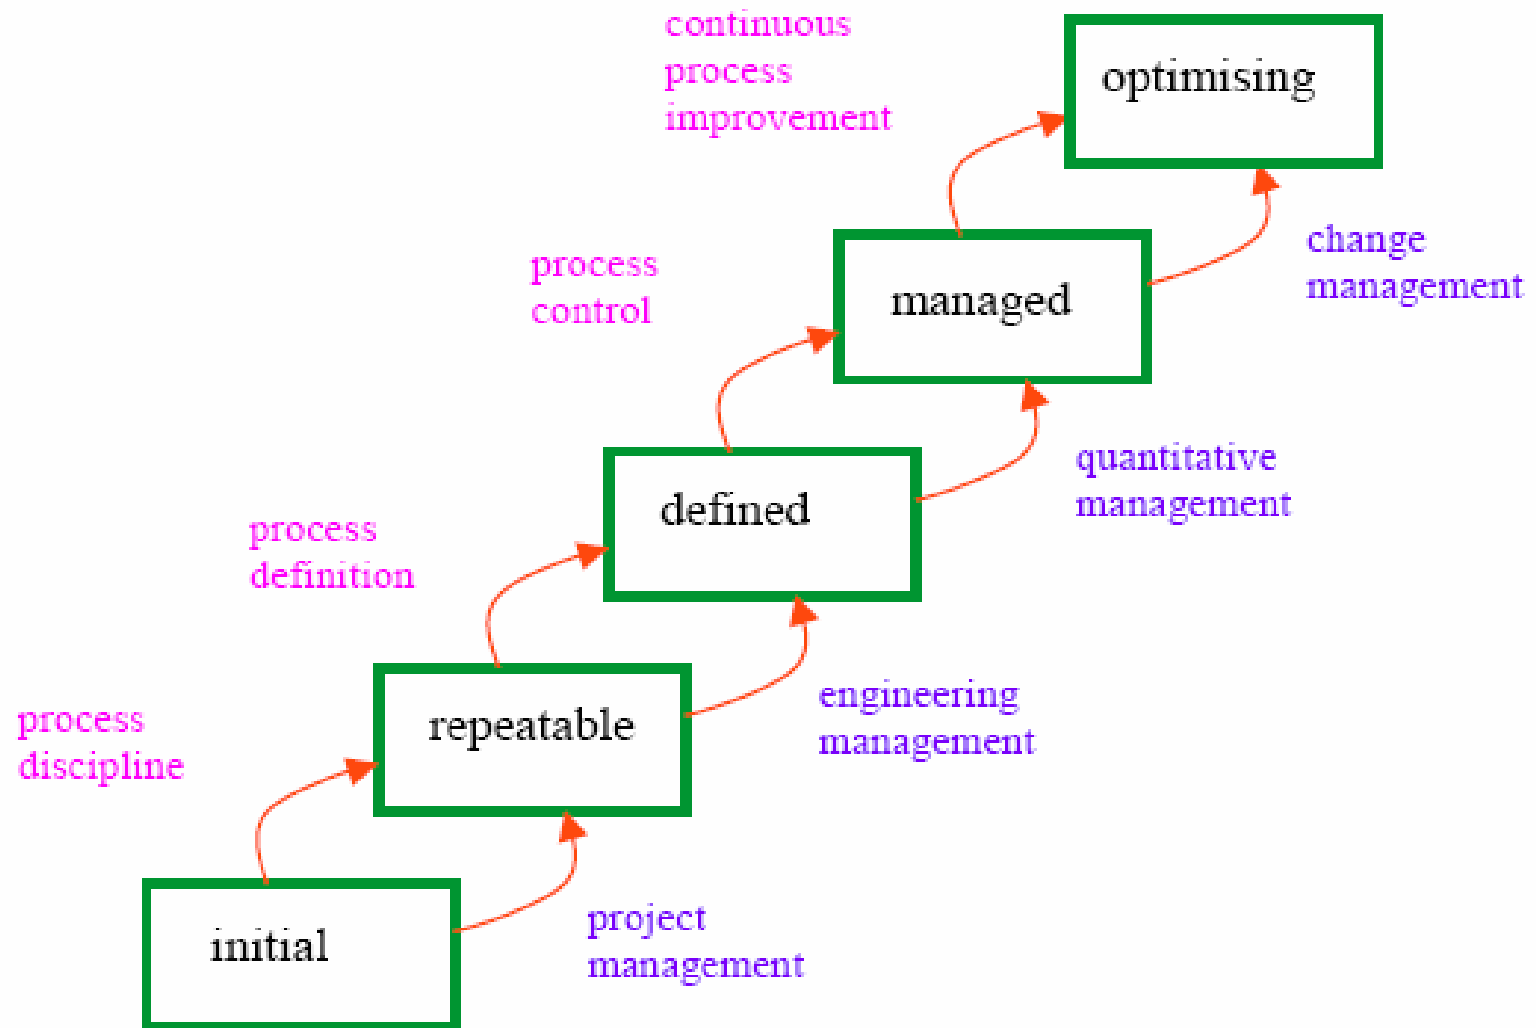 continuous
process
improvement
optimising
process
control
change
management
managed
process
definition
quantitative
management
defined
process
discipline
engineering
management
repeatable
project
management
initial